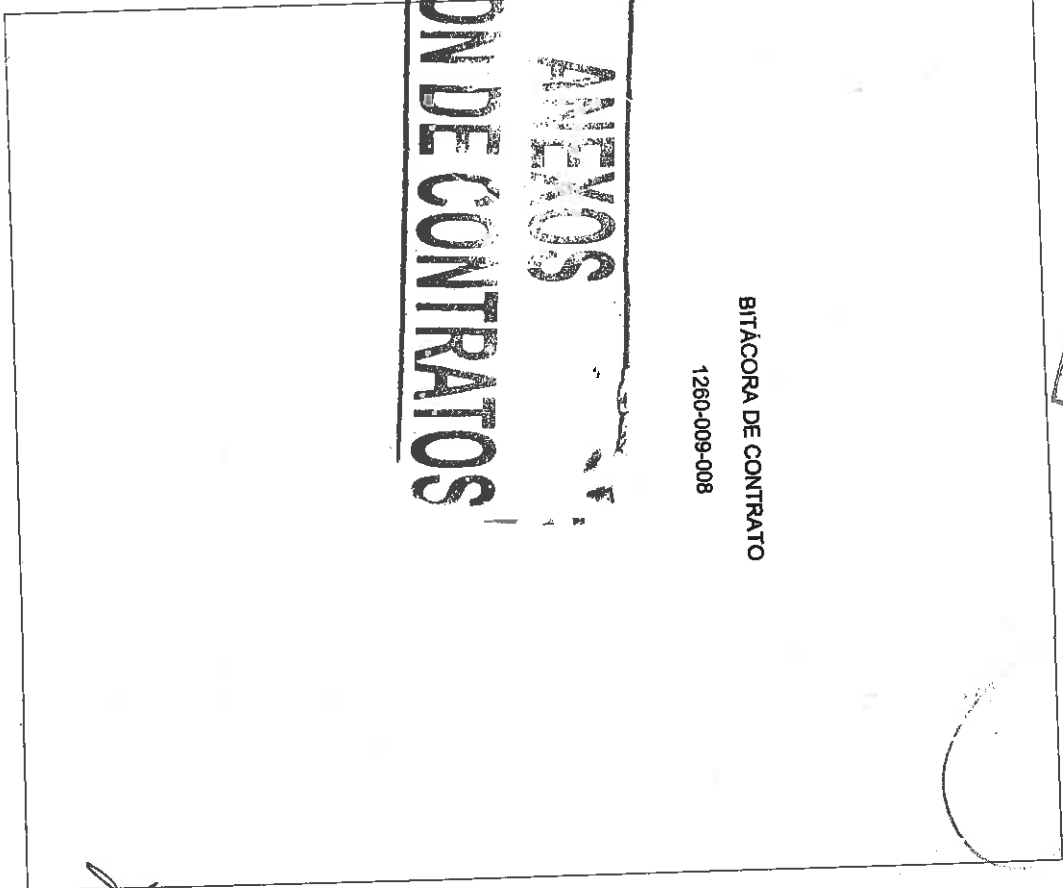 BITÁCORA DE CONTRATO
1260-009-008
ANEXOS
ON DE CONTRATOS